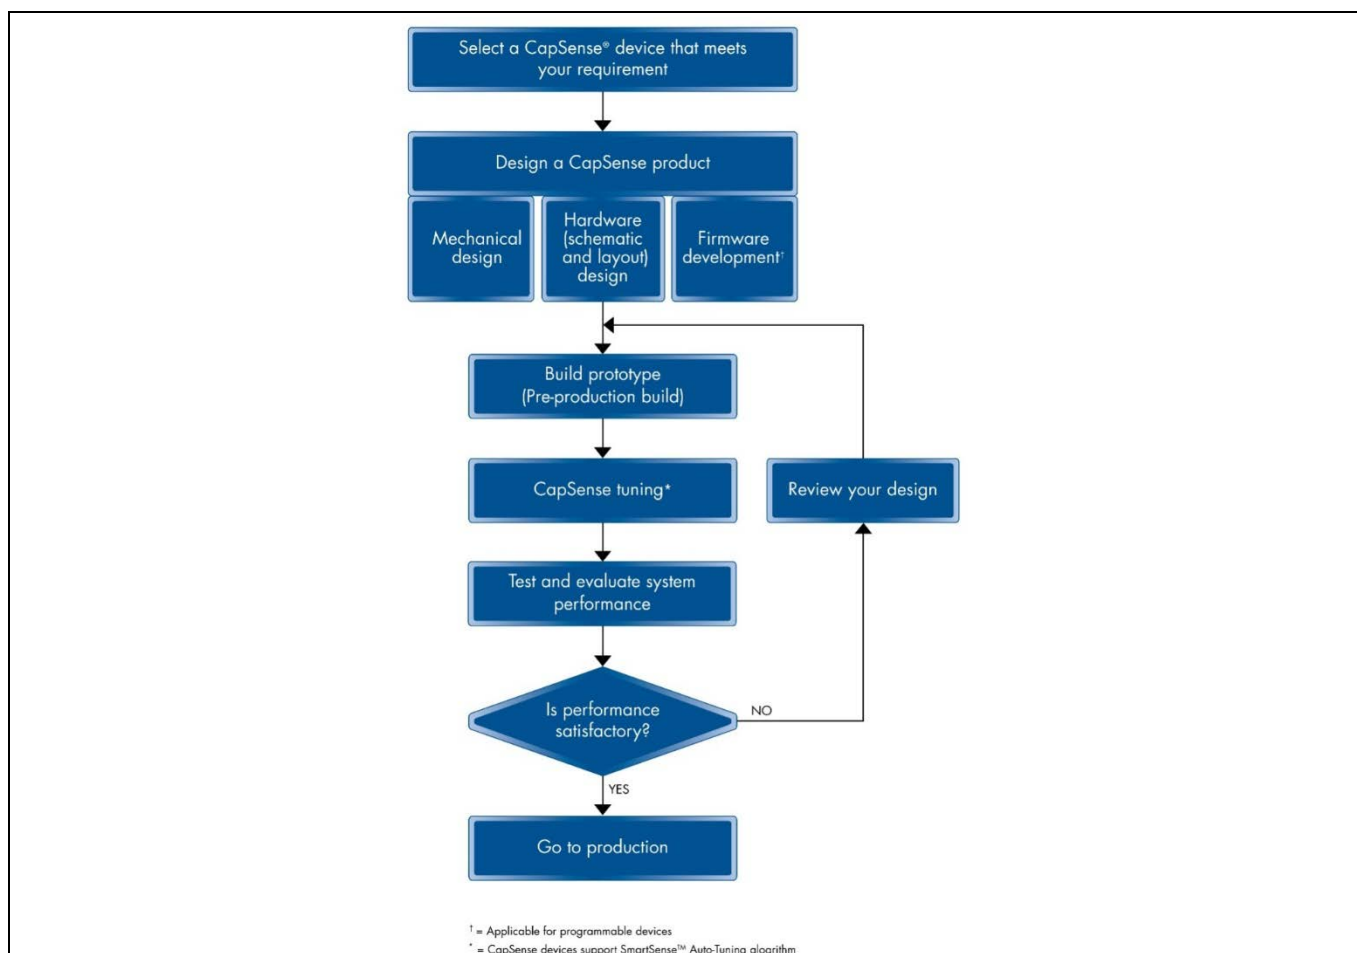 Select a CapSense® device that meets
your requirement
Design a CapSense product
Mechanical
design
Hardware
(schematic
and layout)
design
Firmware
development†
Build prototype
(Pre-production build)
CapSense tuning*
Review your design
Test and evaluate system
performance
Is performance
satisfactory?
NO
YES
Go to production
† = Applicable for programmable devices
* = CapSense devices support SmartSense™ Auto-Tuning algorithm